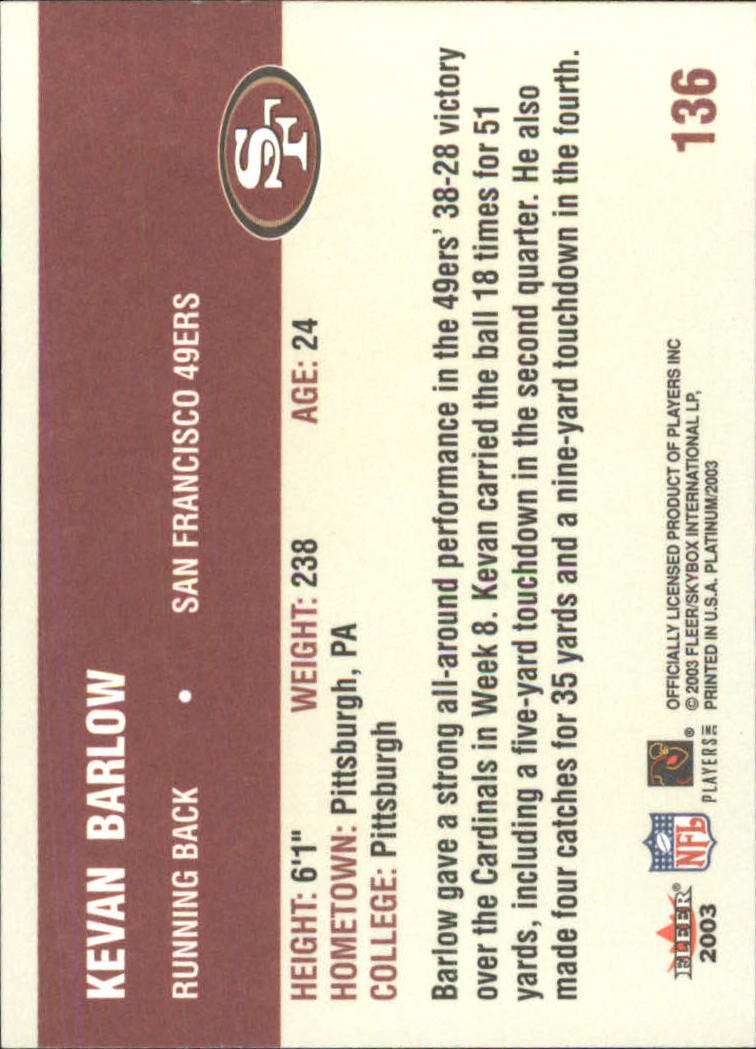 KEVAN BARLOW
RUNNING BACK • SAN FRANCISCO 49ERS
SF
HEIGHT: 6'1" WEIGHT: 238 AGE: 24
HOMETOWN: Pittsburgh, PA
COLLEGE: Pittsburgh
Barlow gave a strong all-around performance in the 49ers' 38-28 victory
over the Cardinals in Week 8. Kevan carried the ball 18 times for 51
yards, including a five-yard touchdown in the second quarter. He also
made four catches for 35 yards and a nine-yard touchdown in the fourth.
FLEER®
2003
NFL
®
PLAYERS INC
OFFICIALLY LICENSED PRODUCT OF PLAYERS INC
© 2003 FLEER/SKYBOX INTERNATIONAL LP,
PRINTED IN U.S.A. PLATINUM/2003
136